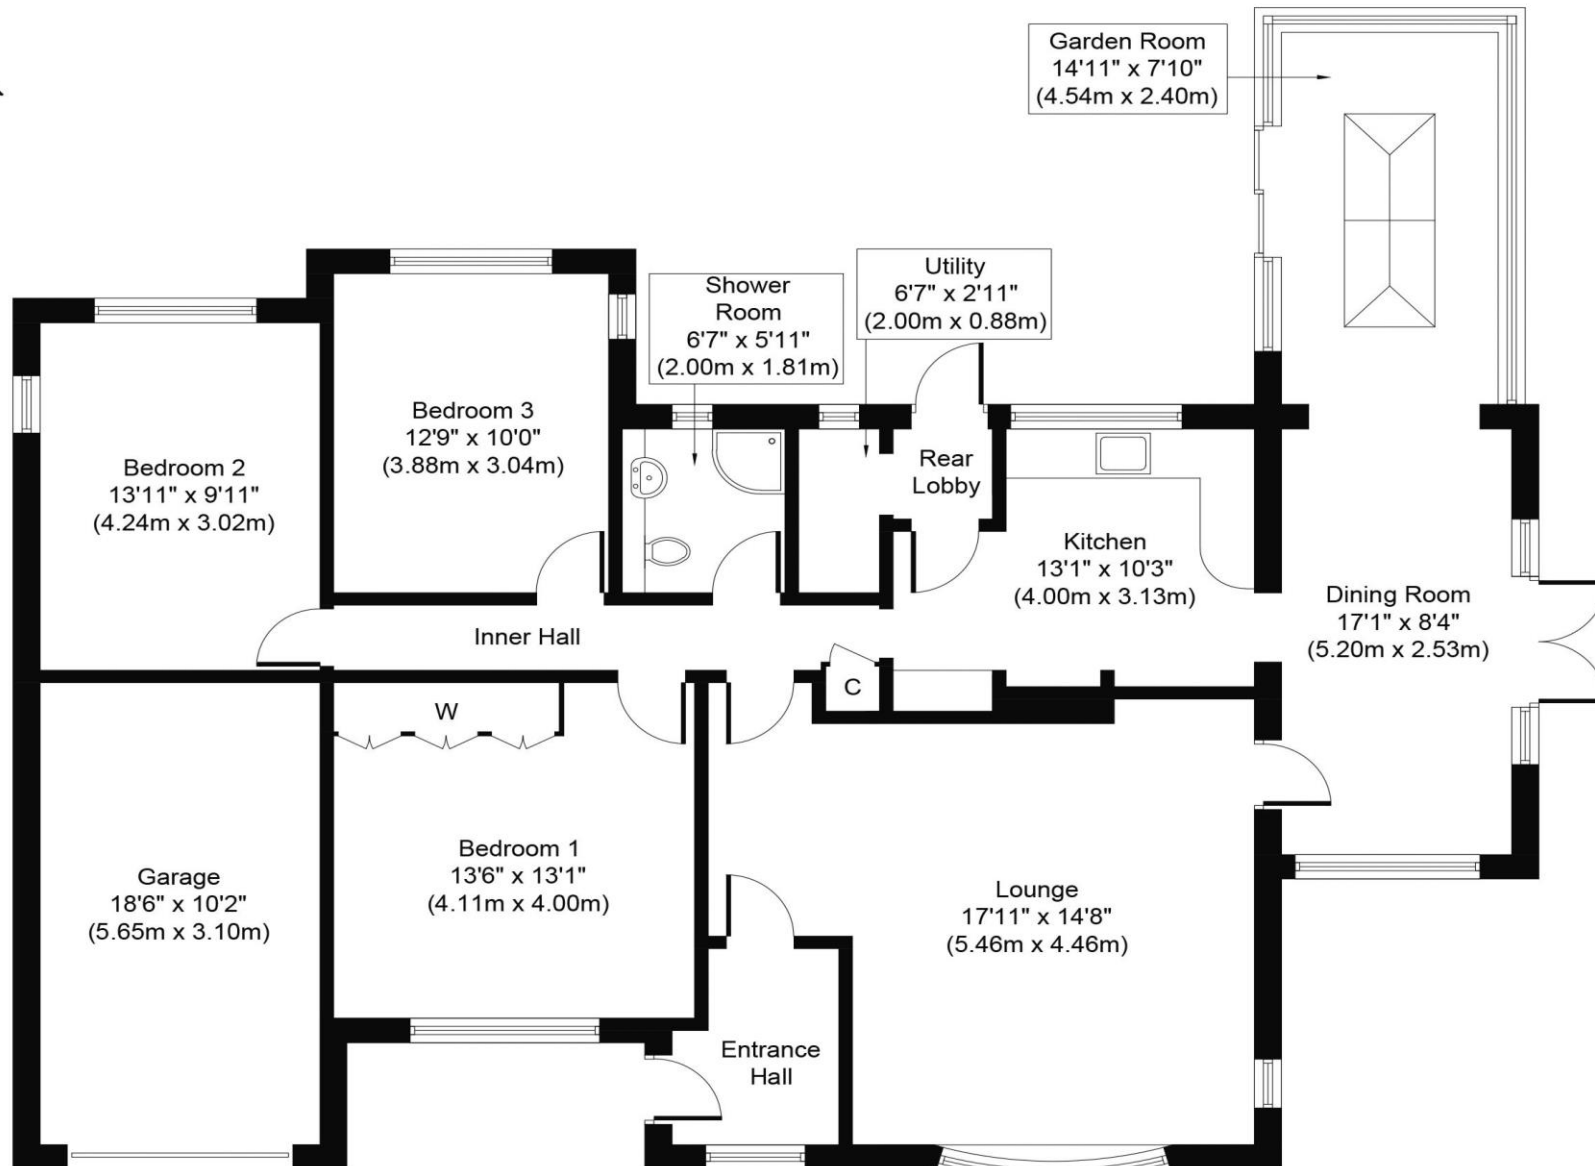 Garden Room
14'11" x 7'10"
(4.54m x 2.40m)
Shower
Room
6'7" x 5'11"
(2.00m x 1.81m)
Utility
6'7" x 2'11"
(2.00m x 0.88m)
Bedroom 3
12'9" x 10'0"
(3.88m x 3.04m)
Bedroom 2
13'11" x 9'11"
(4.24m x 3.02m)
Rear
Lobby
Kitchen
13'1" x 10'3"
(4.00m x 3.13m)
Dining Room
17'1" x 8'4"
(5.20m x 2.53m)
Inner Hall
C
W
Bedroom 1
13'6" x 13'1"
(4.11m x 4.00m)
Garage
18'6" x 10'2"
(5.65m x 3.10m)
Lounge
17'11" x 14'8"
(5.46m x 4.46m)
Entrance
Hall